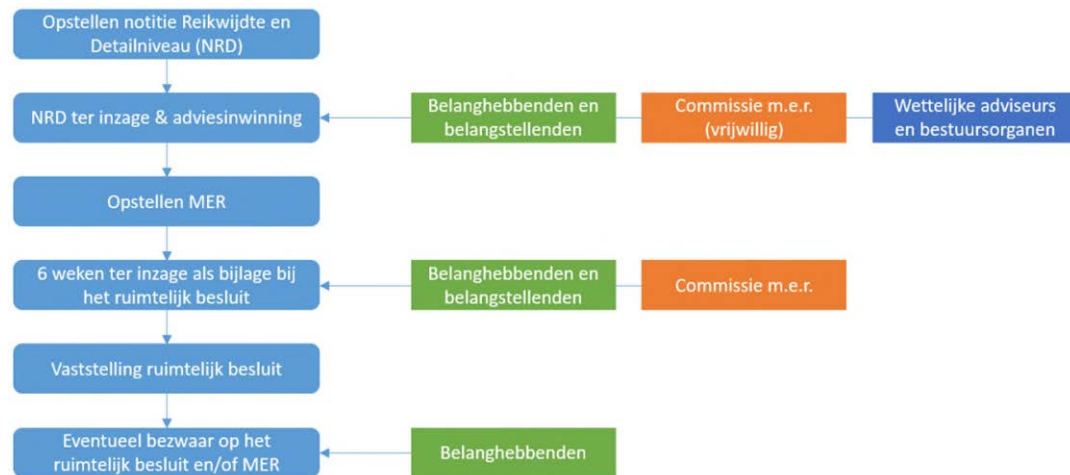 Opstellen notitie Reikwijdte en
Detailniveau (NRD)
NRD ter inzage & adviesinwinning
Belanghebbenden en
belangstellenden
Commissie m.e.r.
(vrijwillig)
Wettelijke adviseurs
en bestuursorganen
Opstellen MER
6 weken ter inzage als bijlage bij
het ruimtelijk besluit
Belanghebbenden en
belangstellenden
Commissie m.e.r.
Vaststelling ruimtelijk besluit
Eventueel bezwaar op het
ruimtelijk besluit en/of MER
Belanghebbenden